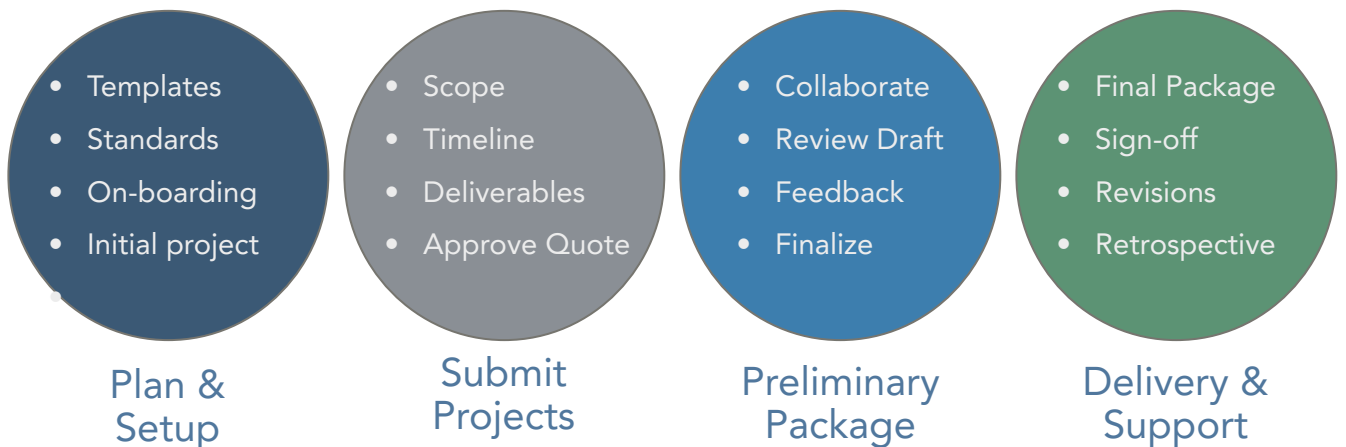 • Templates
• Standards
• On-boarding
• Initial project
•
Plan &
Setup
• Scope
• Timeline
• Deliverables
• Approve Quote
Submit
Projects
• Collaborate
• Review Draft
• Feedback
• Finalize
Preliminary
Package
• Final Package
• Sign-off
• Revisions
• Retrospective
Delivery &
Support